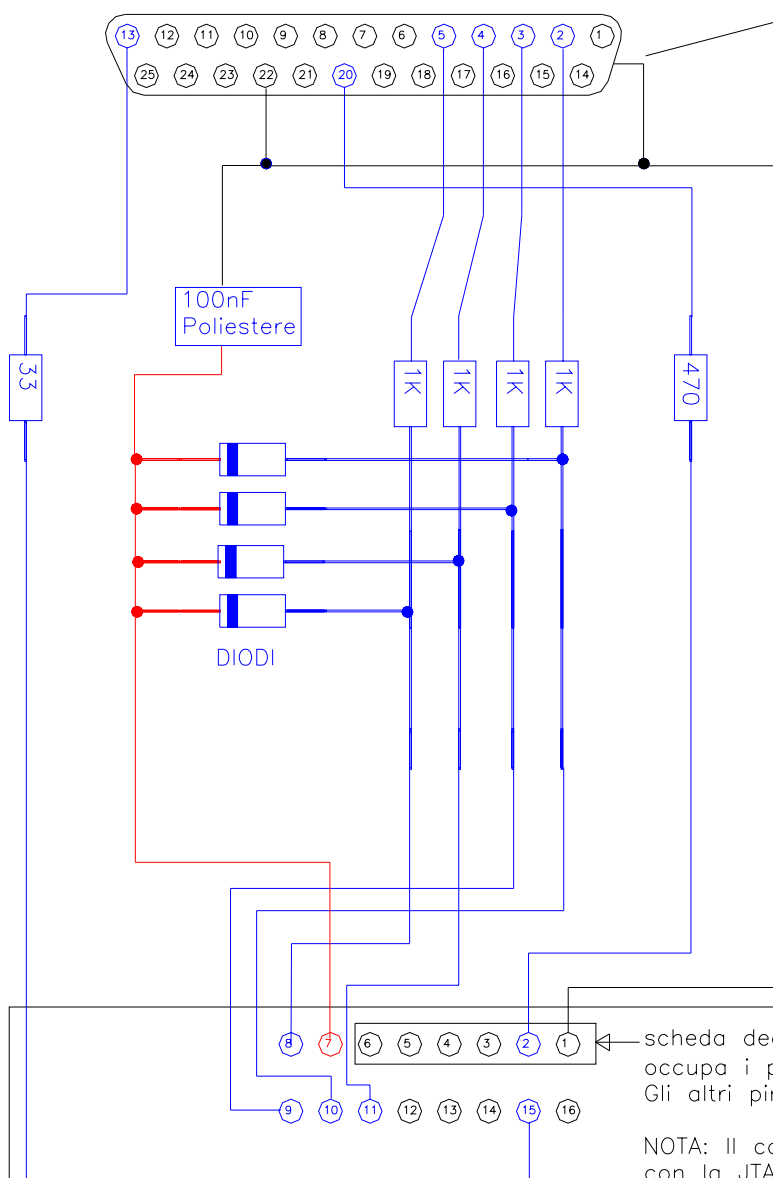 13 12 11 10 9 8 7 6 5 4 3 2 1
25 24 23 22 21 20 19 18 17 16 15 14
100nF
Poliestere
33
1K
1K
1K
1K
470
DIODI
8 7 6 5 4 3 2 1
scheda
occupa i
Gli altri
9 10 11 12 13 14 15 16
NOTA: Il
con la